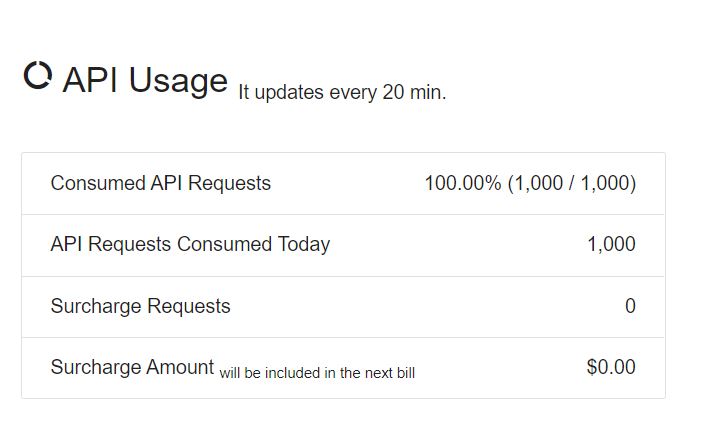 API Usage It updates every 20 min.
Consumed API Requests 100.00% (1,000 / 1,000)
API Requests Consumed Today 1,000
Surcharge Requests 0
Surcharge Amount will be included in the next bill $0.00